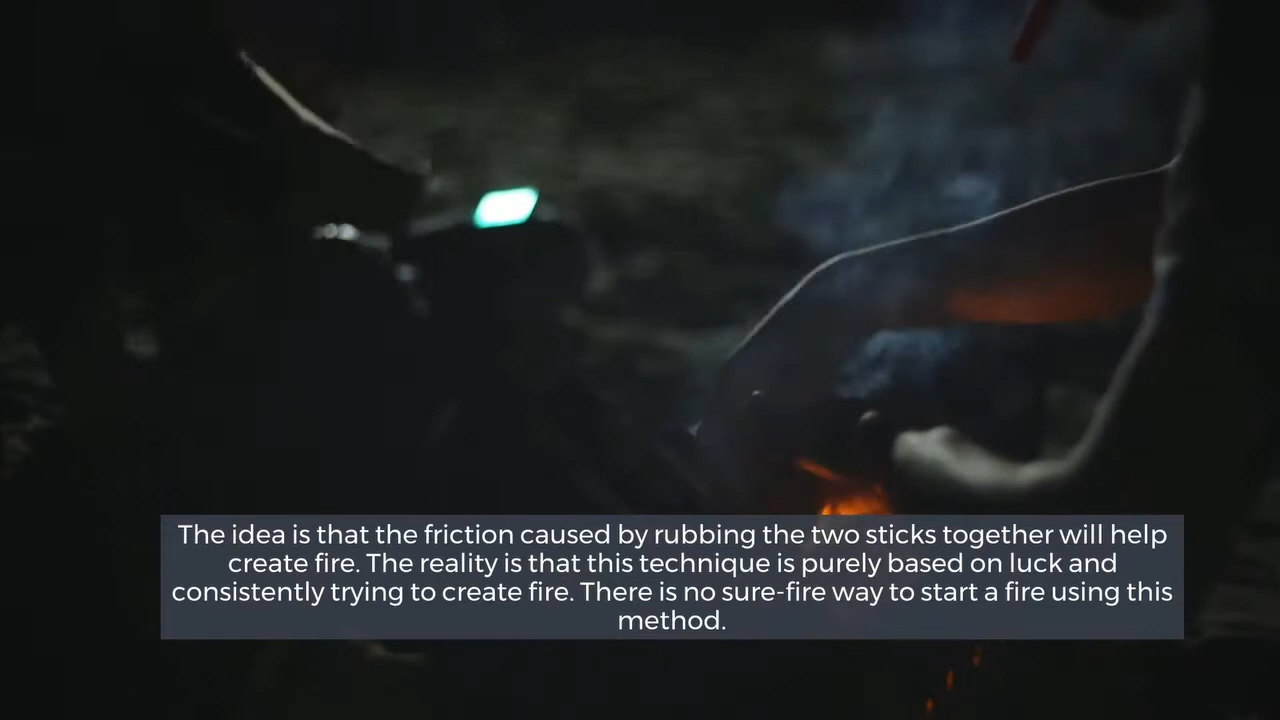 The idea is that the friction caused by rubbing the two sticks together will help
create fire. The reality is that this technique is purely based on luck and
consistently trying to create fire. There is no sure-fire way to start a fire using this
method.